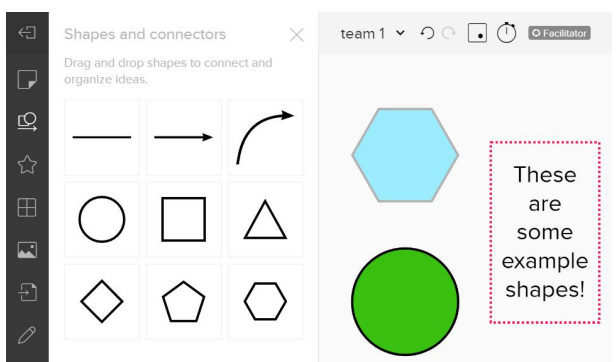 Shapes and connectors
Drag and drop shapes to connect and
organize ideas.
team 1
Facilitator
These
are
some
example
shapes!